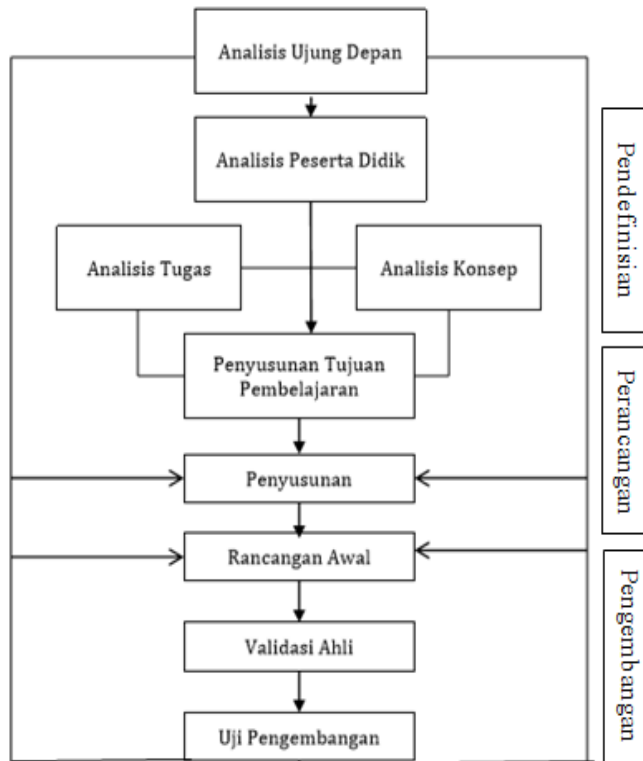 Analisis Ujung Depan
Analisis Peserta Didik
Analisis Tugas
Analisis Konsep
Penyusunan Tujuan
Pembelajaran
Penyusunan
Rancangan Awal
Validasi Ahli
Uji Pengembangan
Pendefinisian
Perancangan
Pengembangan